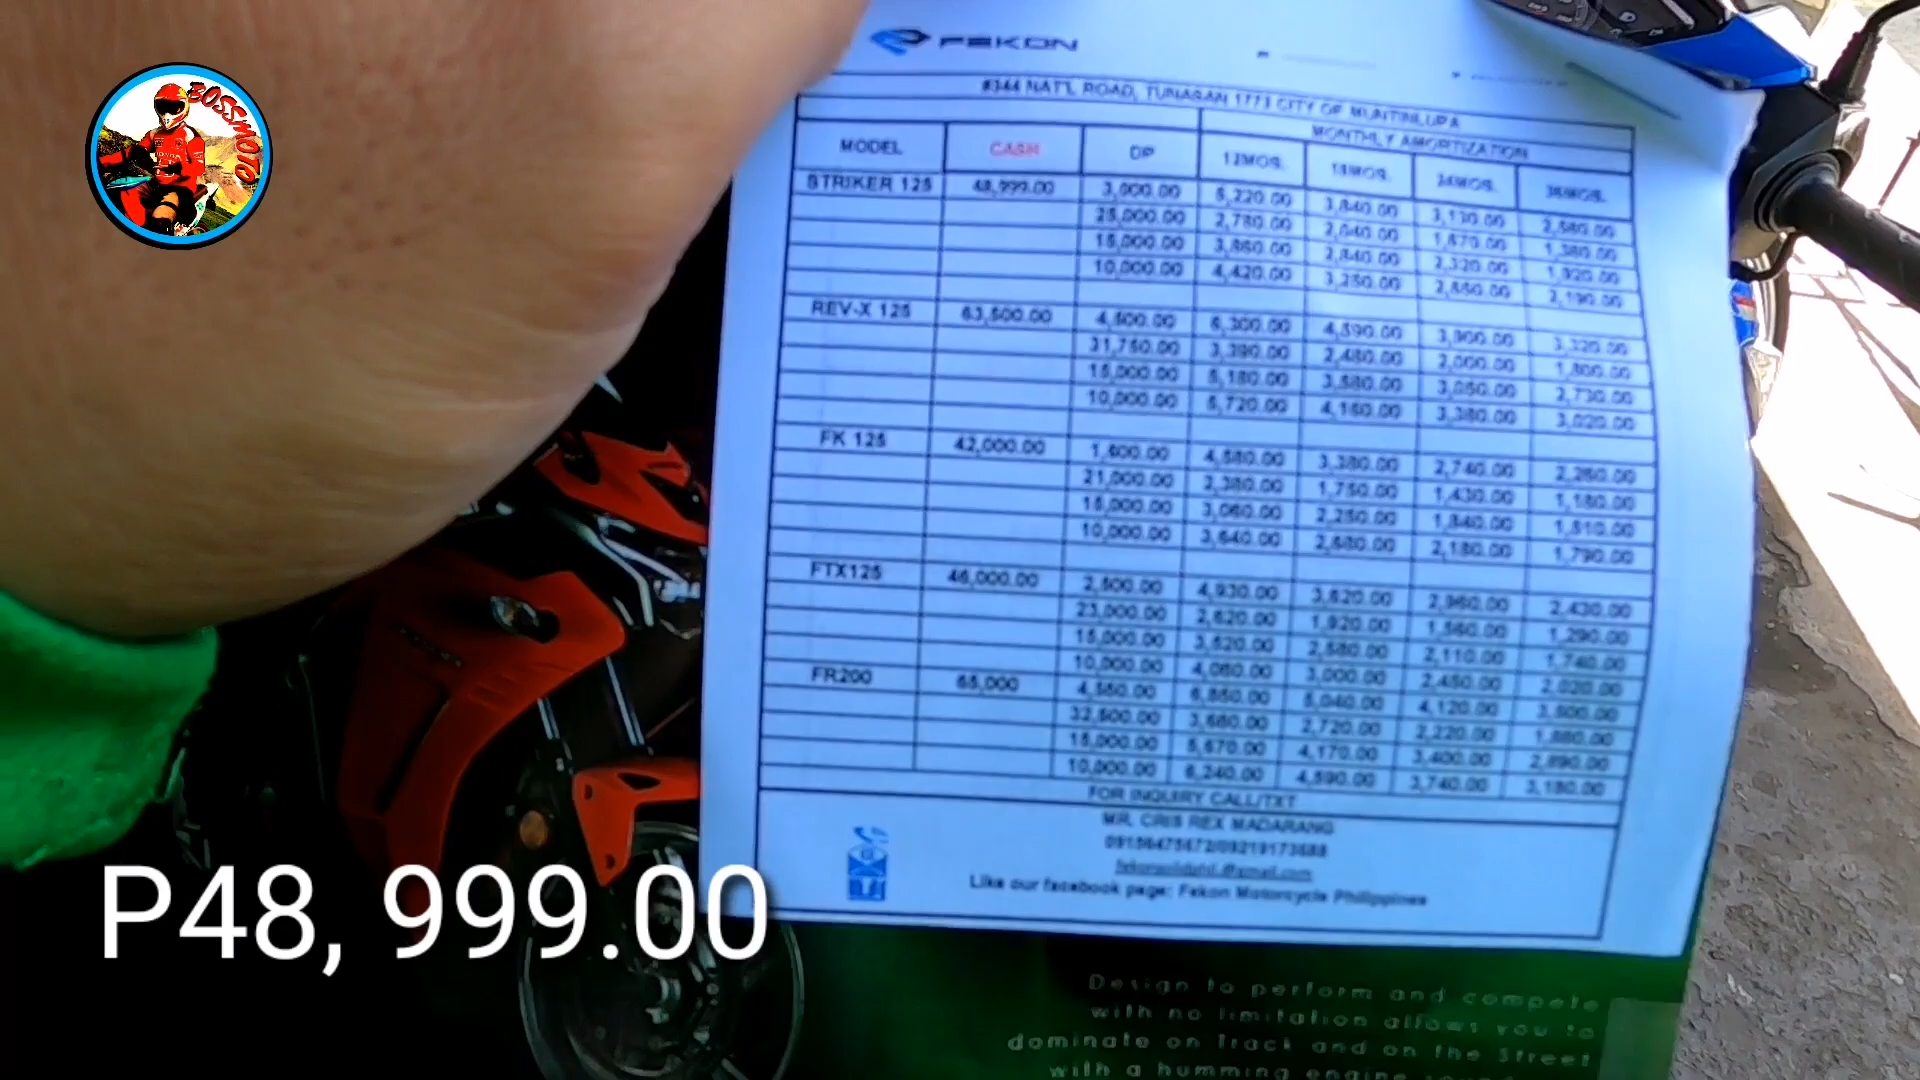 BOSSMOTO
FEKON
#344 NAT'L ROAD, TUNASAN 1773 CITY OF MUNTINLUPA
MONTHLY AMORTIZATION
MODEL CASH DP 12MOS. 18MOS. 24MOS. 36MOS.
STRIKER 125 48,999.00 3,000.00 5,220.00 3,840.00 3,130.00 2,580.00
25,000.00 2,780.00 2,040.00 1,670.00 1,380.00
15,000.00 3,860.00 2,840.00 2,320.00 1,920.00
10,000.00 4,420.00 3,250.00 2,650.00 2,190.00
REV-X 125 63,500.00 4,500.00 6,300.00 4,590.00 3,900.00 3,320.00
31,750.00 3,390.00 2,480.00 2,000.00 1,800.00
15,000.00 5,180.00 3,580.00 3,050.00 2,730.00
10,000.00 5,720.00 4,160.00 3,380.00 3,020.00
FK 125 42,000.00 1,600.00 4,580.00 3,380.00 2,740.00 2,260.00
21,000.00 2,380.00 1,750.00 1,430.00 1,180.00
15,000.00 3,060.00 2,250.00 1,840.00 1,510.00
10,000.00 3,640.00 2,680.00 2,180.00 1,790.00
FTX125 46,000.00 2,500.00 4,930.00 3,620.00 2,960.00 2,430.00
23,000.00 2,620.00 1,920.00 1,560.00 1,290.00
15,000.00 3,520.00 2,580.00 2,110.00 1,740.00
10,000.00 4,080.00 3,000.00 2,450.00 2,020.00
FR200 65,000 4,550.00 6,850.00 5,040.00 4,120.00 3,500.00
32,500.00 3,680.00 2,720.00 2,220.00 1,880.00
15,000.00 5,670.00 4,170.00 3,400.00 2,890.00
10,000.00 6,240.00 4,590.00 3,740.00 3,180.00
FOR INQUIRY CALL/TXT
MR. CRIS REX MADARANG
09156475672/09219173688
Like our facebook page: Fekon Motorcycle Philippines
P48, 999.00
Design to perform and compete
with no limitation allows you to
dominate on Track and on the Street
with a humming engine